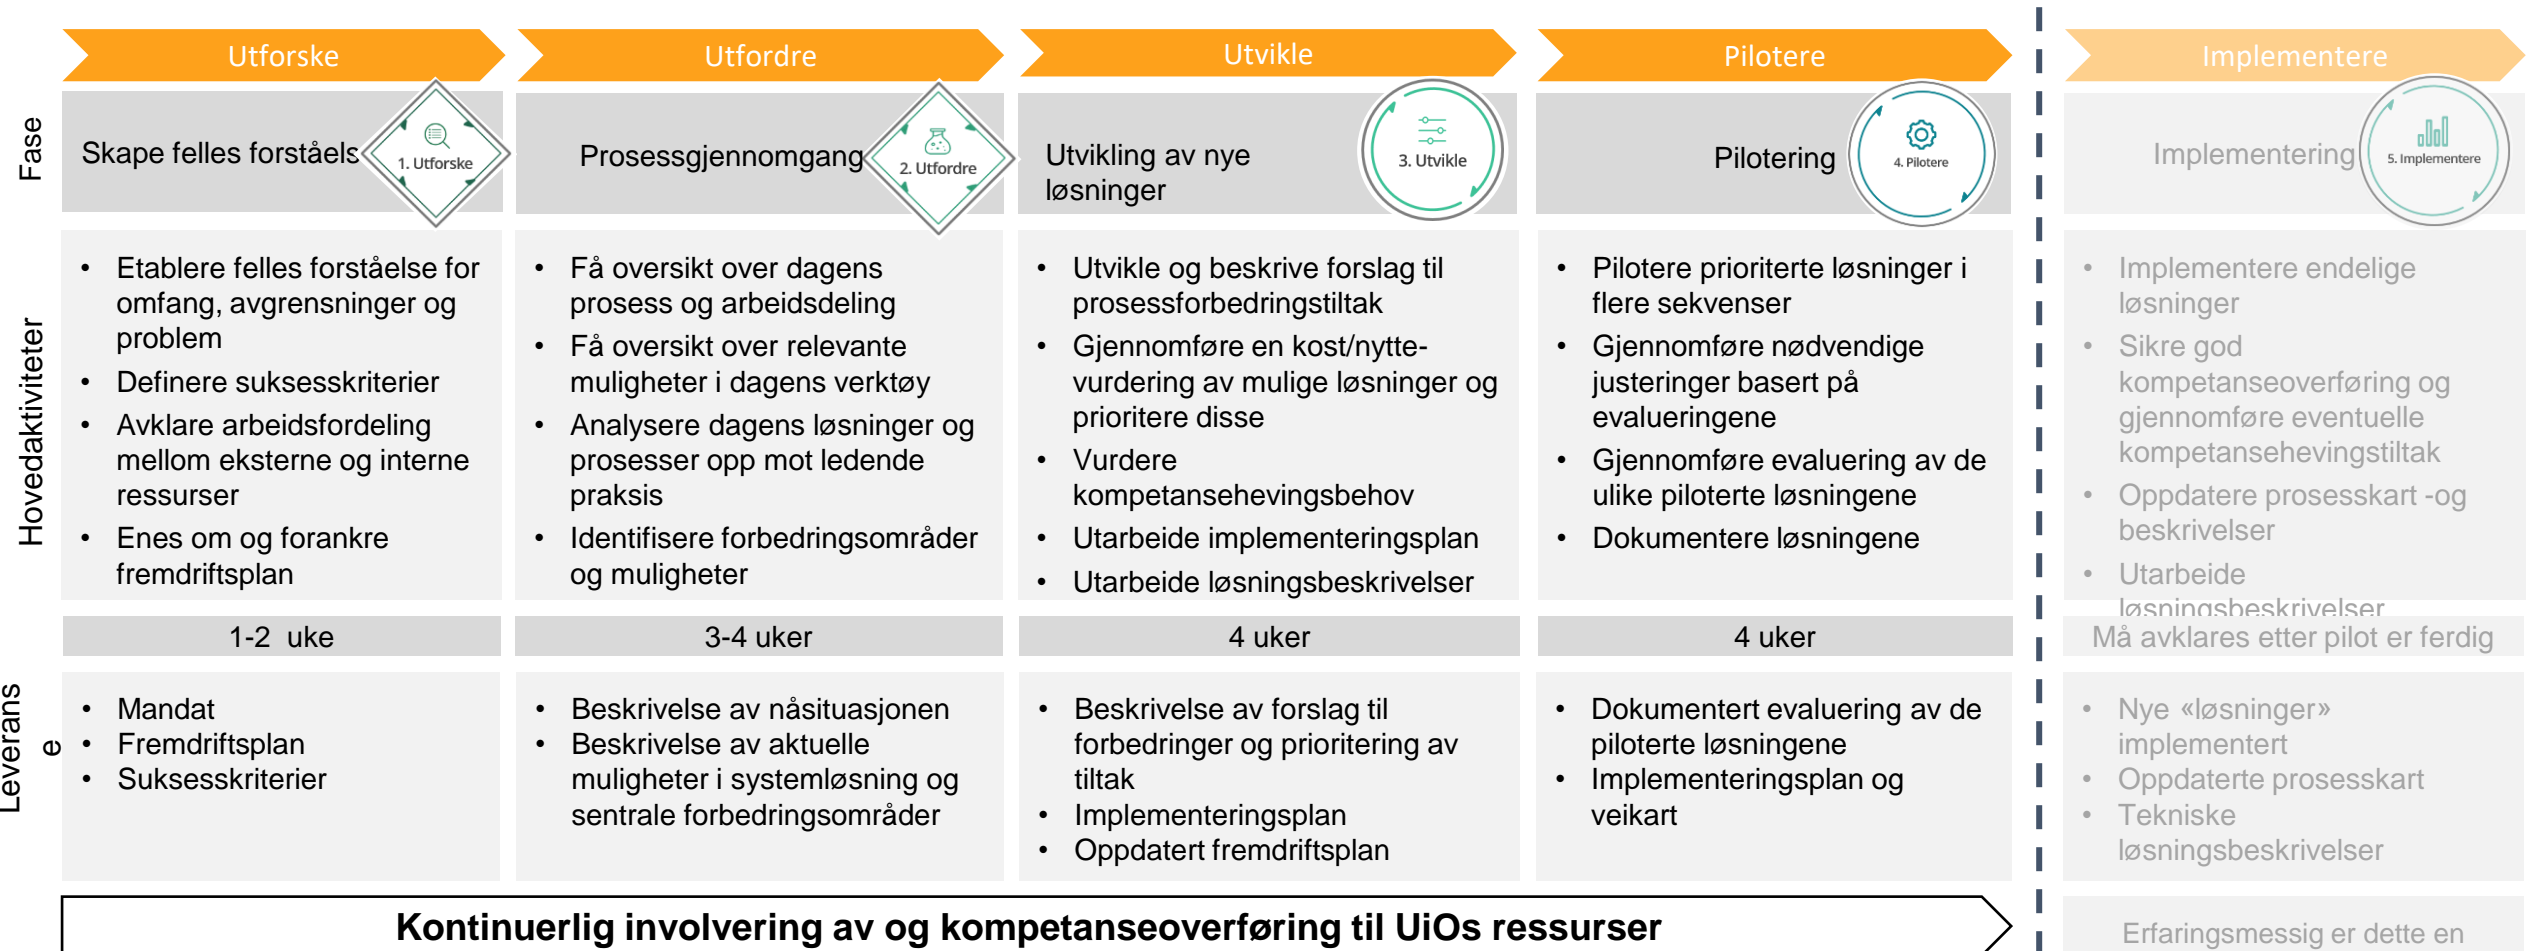 Utforske
Utfordre
Utvikle
Pilotere
Implementere
Fase
Skape felles forståels
1. Utforske
Prosessgjennomgang
2. Utfordre
Utvikling av nye
løsninger
3. Utvikle
Pilotering
4. Pilotere
Implementering
5. Implementere
Hovedaktiviteter
• Etablere felles forståelse for
omfang, avgrensninger og
problem
• Definere suksesskriterier
• Avklare arbeidsfordeling
mellom eksterne og interne
ressurser
• Enes om og forankre
fremdriftsplan
• Få oversikt over dagens
prosess og arbeidsdeling
• Få oversikt over relevante
muligheter i dagens verktøy
• Analysere dagens løsninger og
prosesser opp mot ledende
praksis
• Identifisere forbedringsområder
og muligheter
• Utvikle og beskrive forslag til
prosessforbedringstiltak
• Gjennomføre en kost/nytte-
vurdering av mulige løsninger og
prioritere disse
• Vurdere
kompetansehevingsbehov
• Utarbeide implementeringsplan
• Utarbeide løsningsbeskrivelser
• Pilotere prioriterte løsninger i
flere sekvenser
• Gjennomføre nødvendige
justeringer basert på
evalueringene
• Gjennomføre evaluering av de
ulike piloterte løsningene
• Dokumentere løsningene
• Implementere endelige
løsninger
• Sikre god
kompetanseoverføring og
gjennomføre eventuelle
kompetansehevingstiltak
• Oppdatere prosesskart -og
beskrivelser
• Utarbeide
løsningsbeskrivelser
1-2 uke
3-4 uker
4 uker
4 uker
Må avklares etter pilot er ferdig
Leverans
e
• Mandat
• Fremdriftsplan
• Suksesskriterier
• Beskrivelse av nåsituasjonen
• Beskrivelse av aktuelle
muligheter i systemløsning og
sentrale forbedringsområder
• Beskrivelse av forslag til
forbedringer og prioritering av
tiltak
• Implementeringsplan
• Oppdatert fremdriftsplan
• Dokumentert evaluering av de
piloterte løsningene
• Implementeringsplan og
veikart
• Nye «løsninger»
implementert
• Oppdaterte prosesskart
• Tekniske
løsningsbeskrivelser
Kontinuerlig involvering av og kompetanseoverføring til UiOs ressurser
Erfaringsmessig er dette en